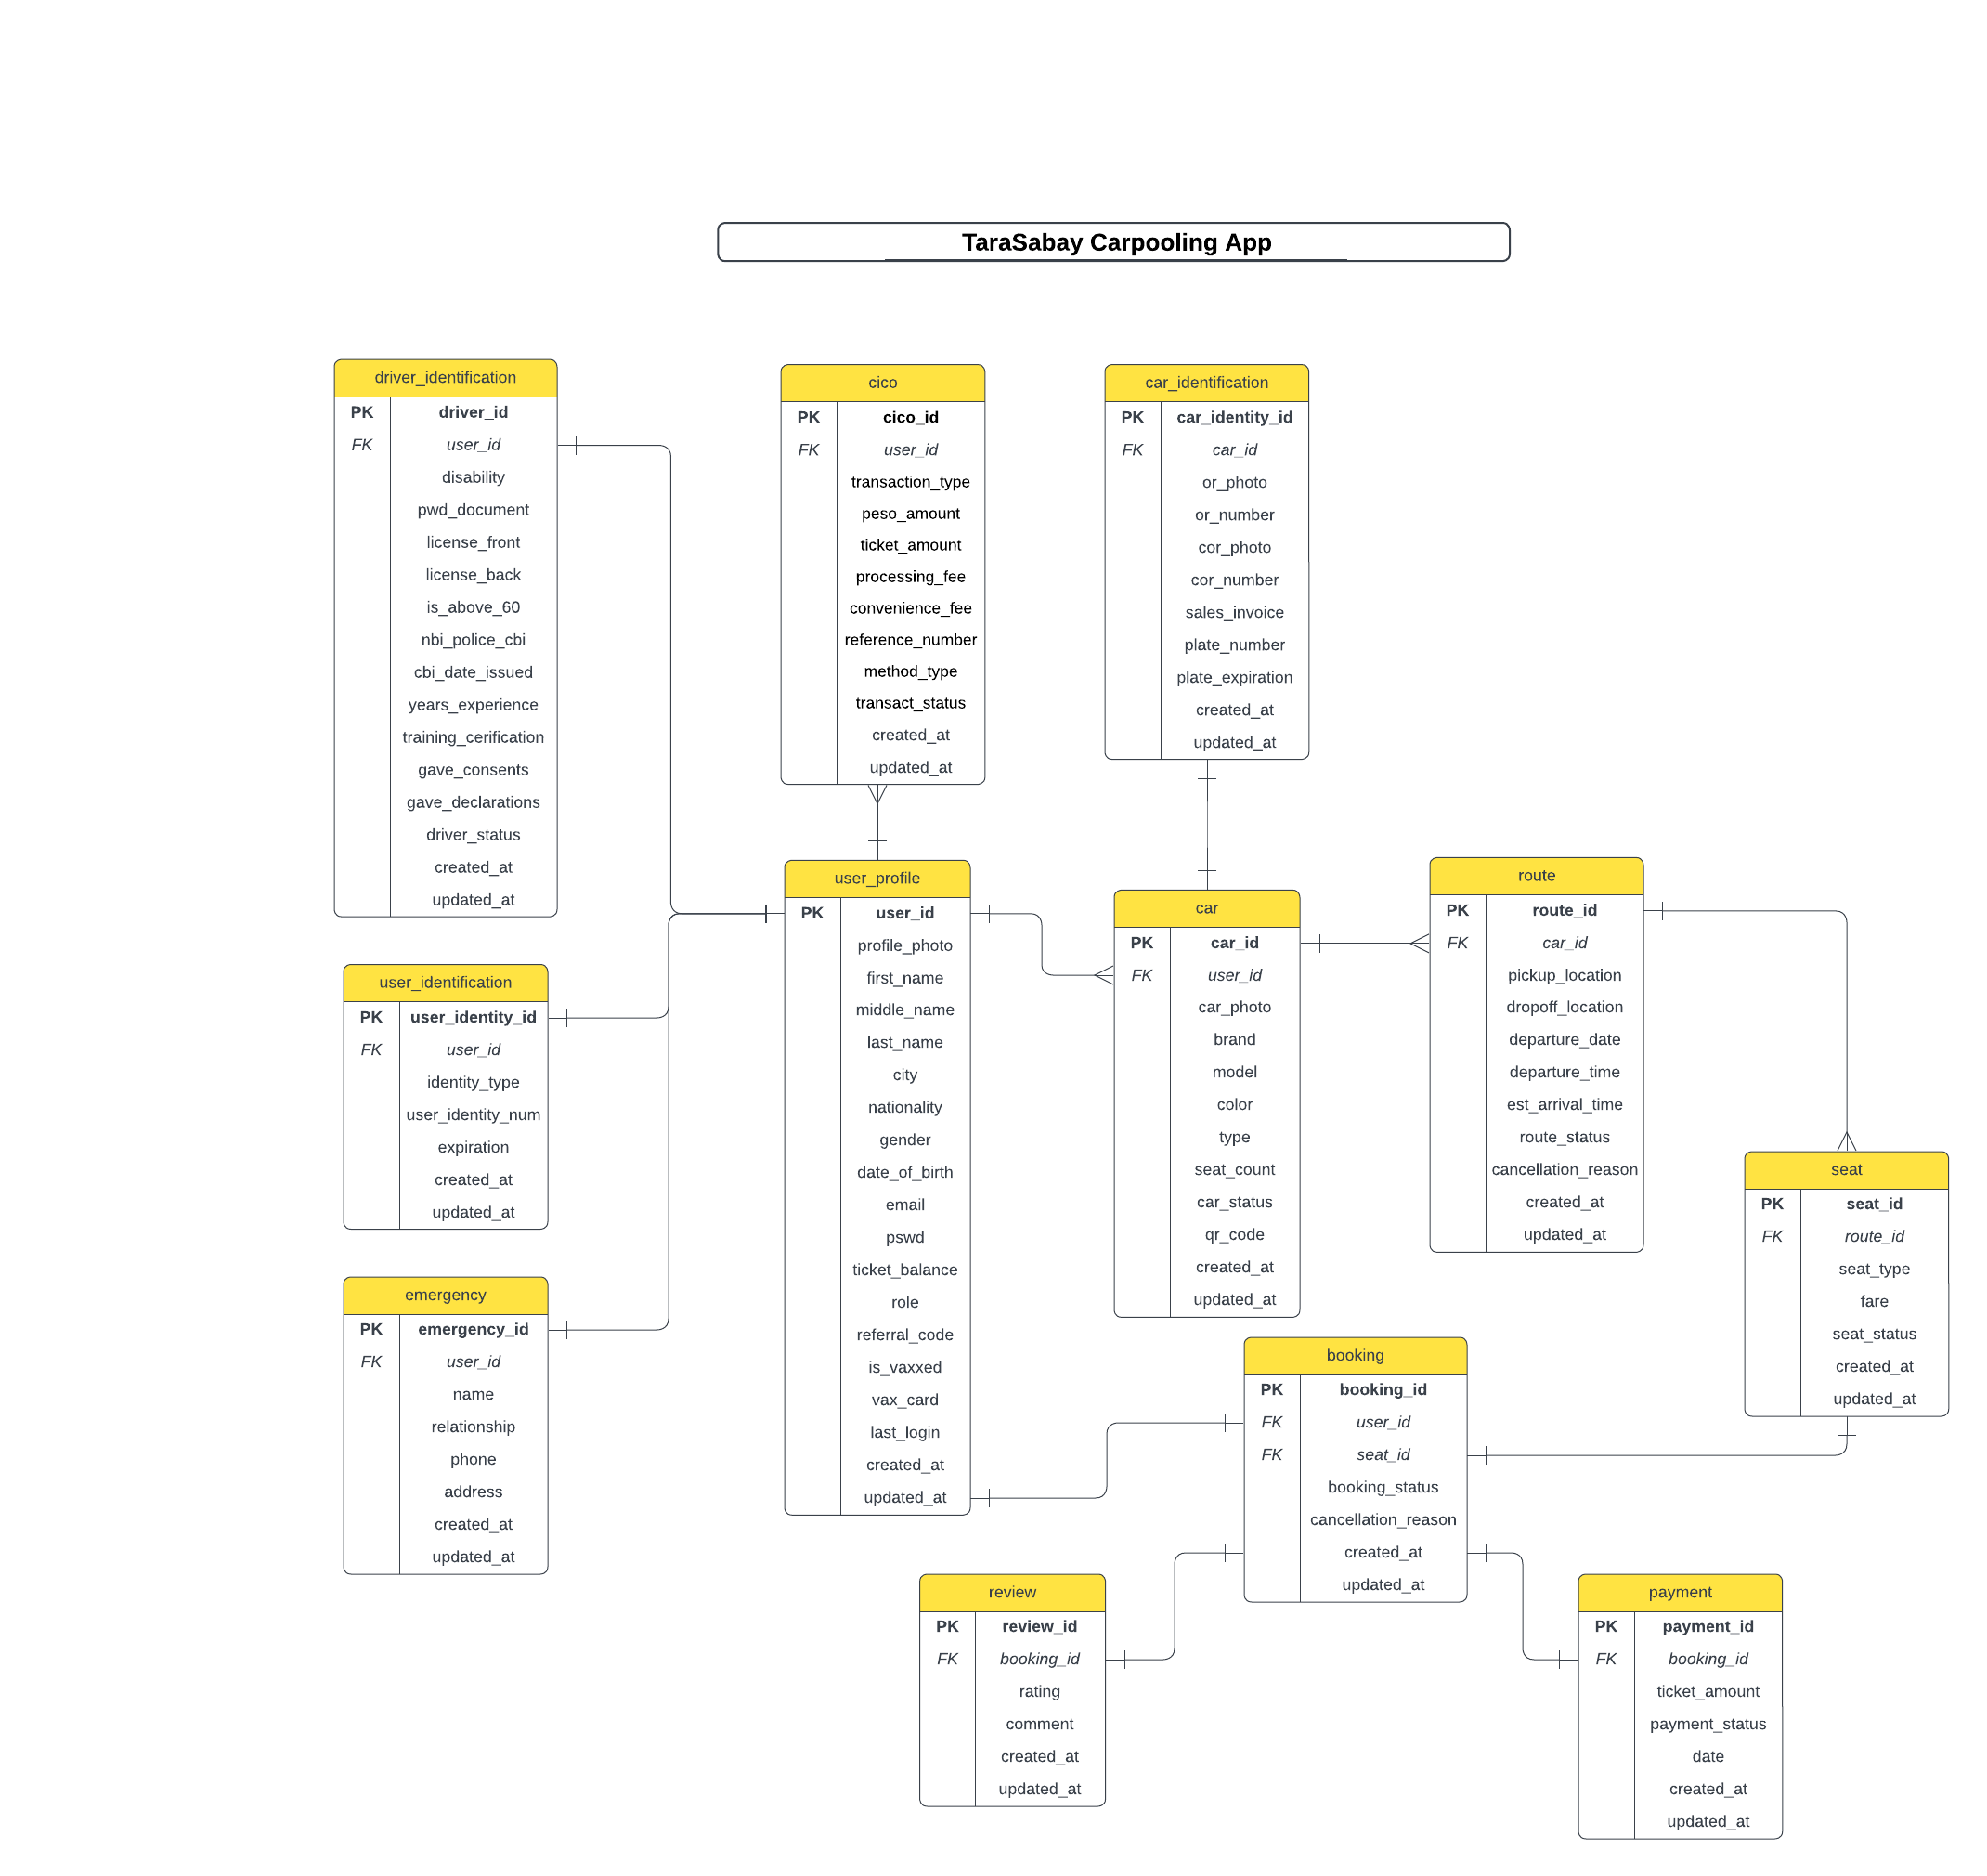 TaraSabay Carpooling App
driver_identification
PK driver_id
FK user_id
disability
pwd_document
license_front
license_back
is_above_60
nbi_police_cbi
cbi_date_issued
years_experience
training_cerification
gave_consents
gave_declarations
driver_status
created_at
updated_at
cico
PK cico_id
FK user_id
transaction_type
peso_amount
ticket_amount
processing_fee
convenience_fee
reference_number
method_type
transact_status
created_at
updated_at
car_identification
PK car_identity_id
FK car_id
or_photo
or_number
cor_photo
cor_number
sales_invoice
plate_number
plate_expiration
created_at
updated_at
user_identification
PK user_identity_id
FK user_id
identity_type
user_identity_num
expiration
created_at
updated_at
emergency
PK emergency_id
FK user_id
name
relationship
phone
address
created_at
updated_at
user_profile
PK user_id
profile_photo
first_name
middle_name
last_name
city
nationality
gender
date_of_birth
email
pswd
ticket_balance
role
referral_code
is_vaxxed
vax_card
last_login
created_at
updated_at
car
PK car_id
FK user_id
car_photo
brand
model
color
type
seat_count
car_status
qr_code
created_at
updated_at
route
PK route_id
FK car_id
pickup_location
dropoff_location
departure_date
departure_time
est_arrival_time
route_status
cancellation_reason
created_at
updated_at
seat
PK seat_id
FK route_id
seat_type
fare
seat_status
created_at
updated_at
booking
PK booking_id
FK user_id
FK seat_id
booking_status
cancellation_reason
created_at
updated_at
review
PK review_id
FK booking_id
rating
comment
created_at
updated_at
payment
PK payment_id
FK booking_id
ticket_amount
payment_status
date
created_at
updated_at